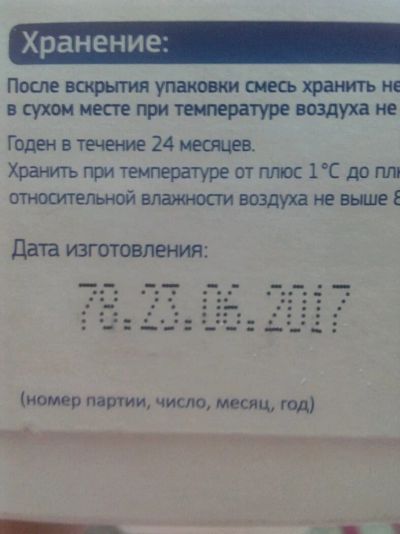 Хранение:
После вскрытия упаковки смесь хранить не
в сухом месте при температуре воздуха не
Годен в течение 24 месяцев.
Хранить при температуре от плюс 1°С до
относительной влажности воздуха не выше
Дата изготовления:
78.23.06.2017
(номер партии, число, месяц, год)